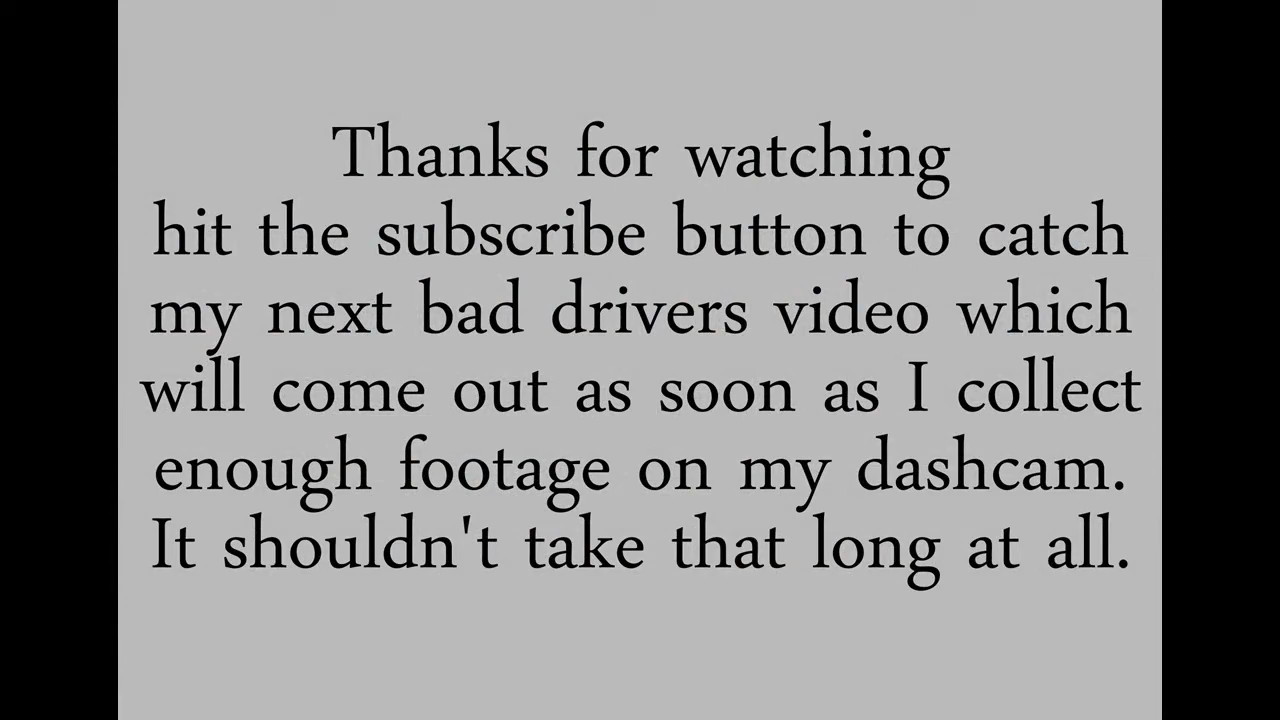 Thanks for watching
hit the subscribe button to catch
my next bad drivers video which
will come out as soon as I collect
enough footage on my dashcam.
It shouldn't take that long at all.